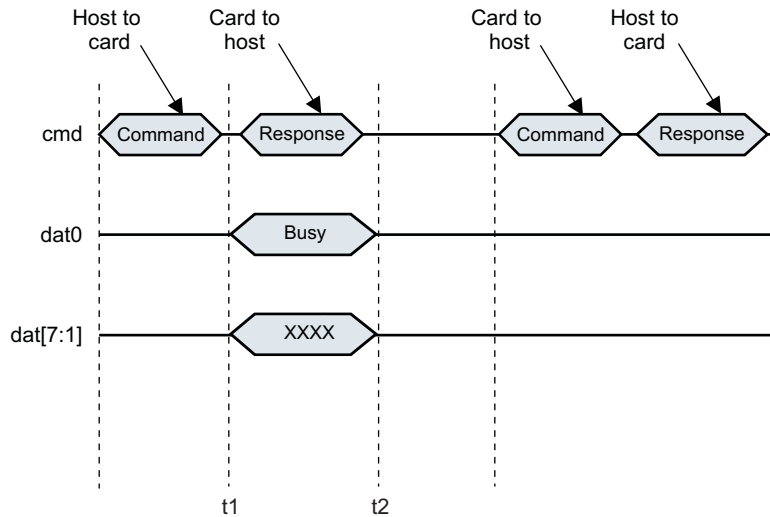 Host to
card
Card to
host
Card to
host
Host to
card
cmd
Command
Response
Command
Response
dat0
Busy
dat[7:1]
XXXX
t1
t2